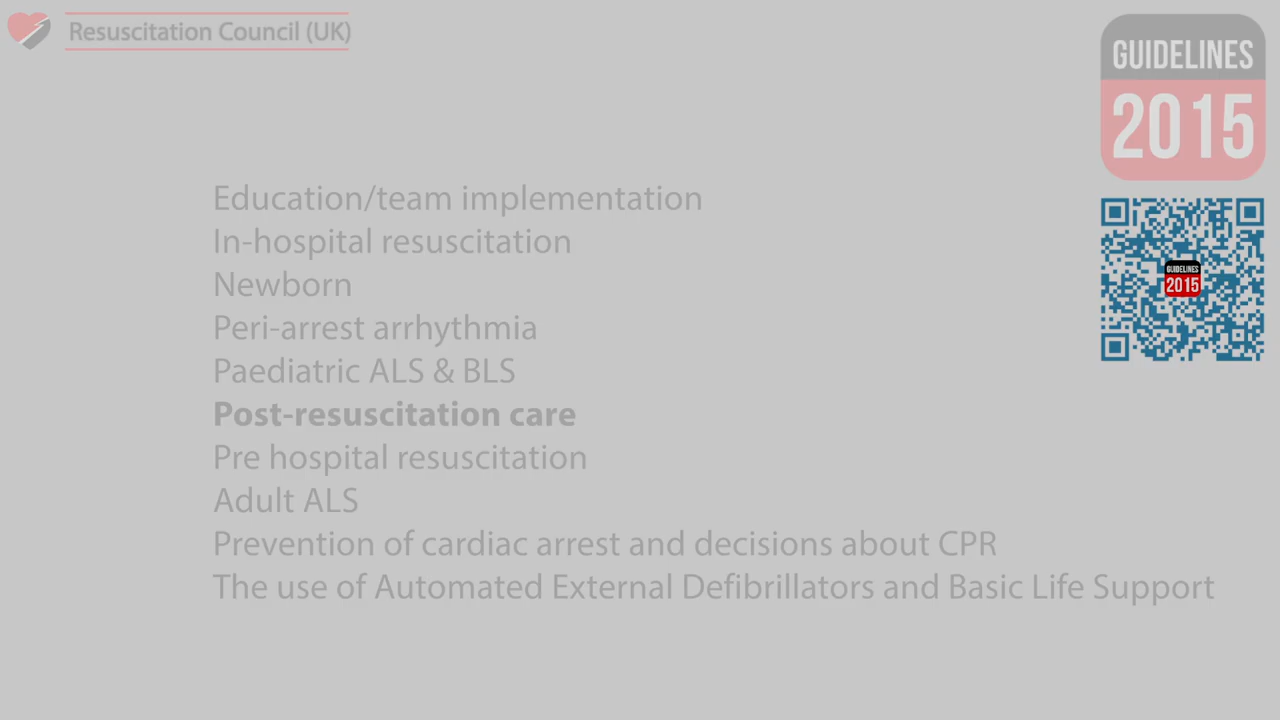 Resuscitation Council (UK)
GUIDELINES
2015
Education/team implementation
In-hospital resuscitation
Newborn
Peri-arrest arrhythmia
Paediatric ALS & BLS
Post-resuscitation care
Pre hospital resuscitation
Adult ALS
Prevention of cardiac arrest and decisions about CPR
The use of Automated External Defibrillators and Basic Life Support
GUIDELINES
2015